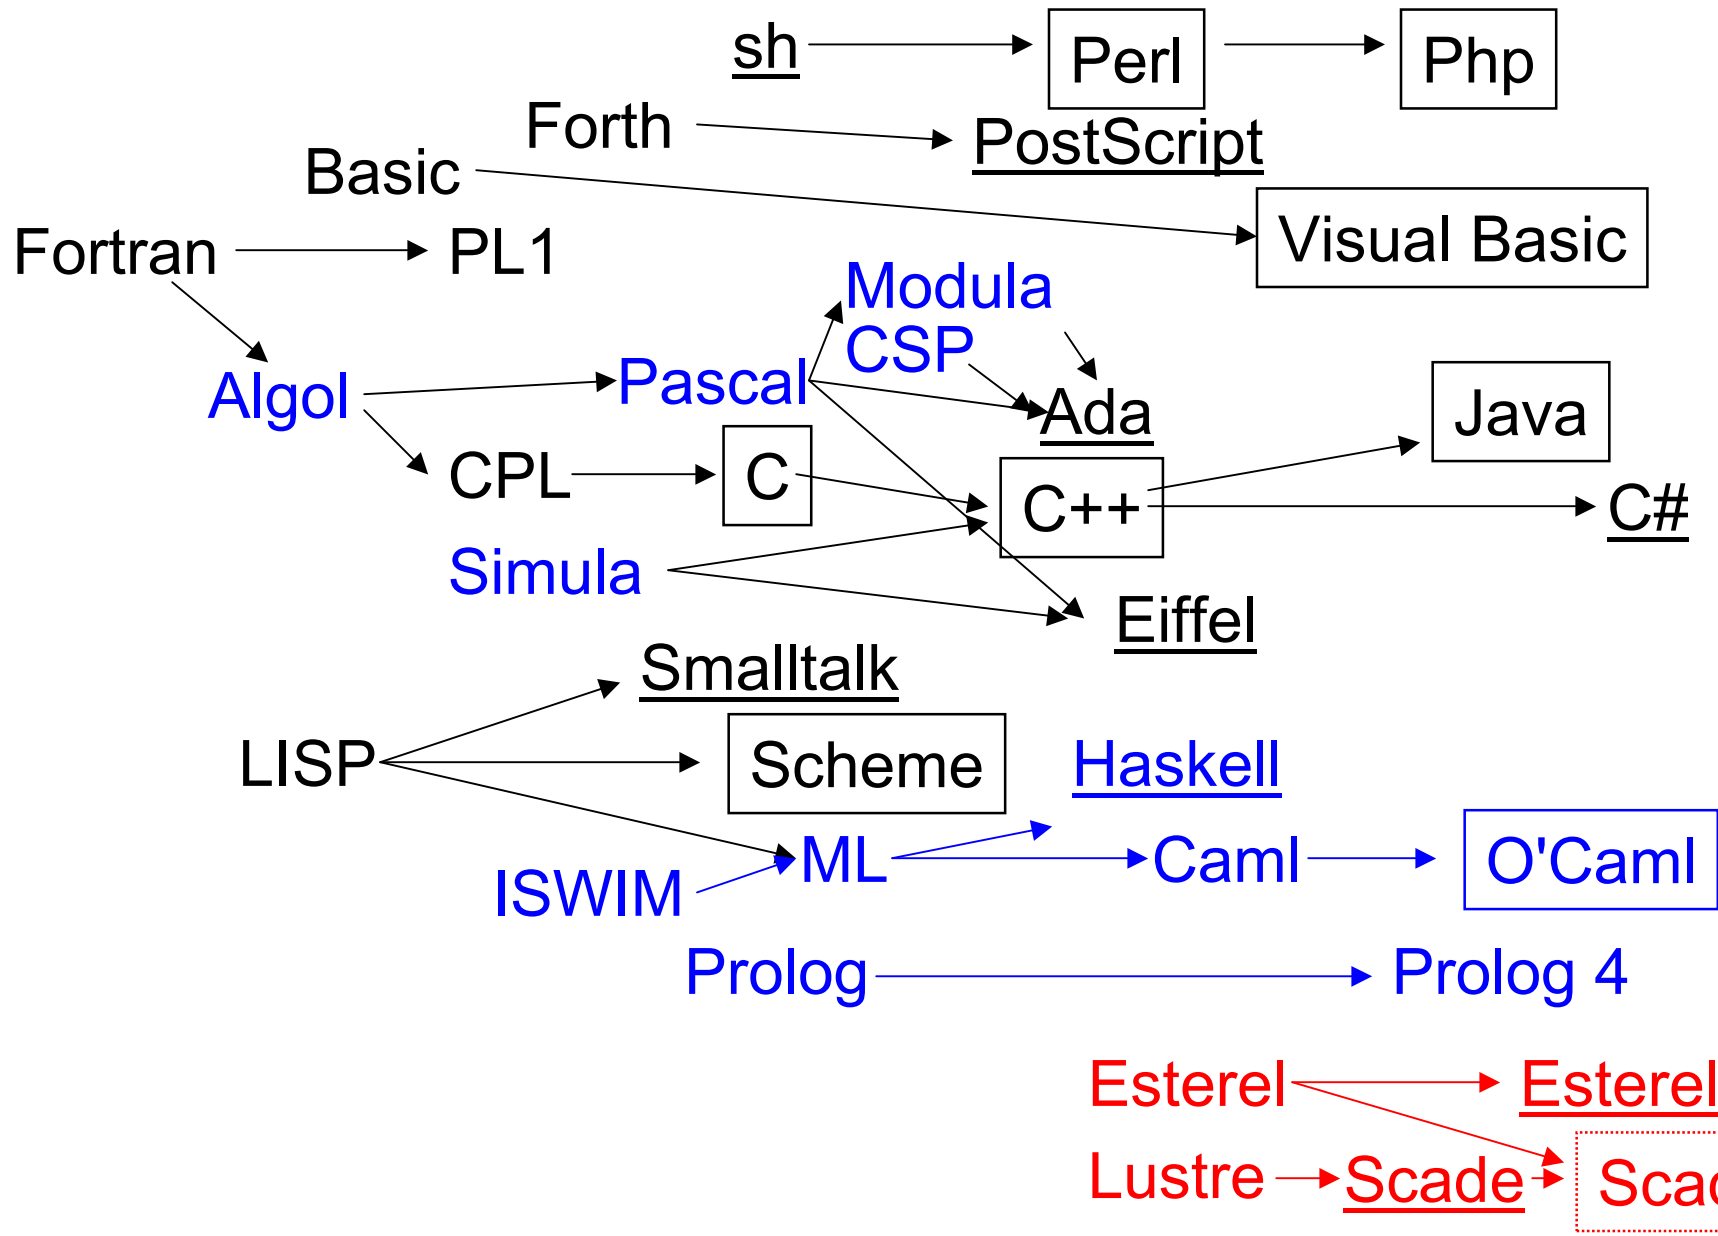 sh Perl Php
Forth PostScript
Basic Visual Basic
Fortran PL1
Modula
CSP
Algol Pascal Ada Java
CPL C C++ C#
Simula Eiffel
Smalltalk
LISP Scheme Haskell
ISWIM ML Caml O'Caml
Prolog Prolog 4
Esterel Esterel
Lustre Scade